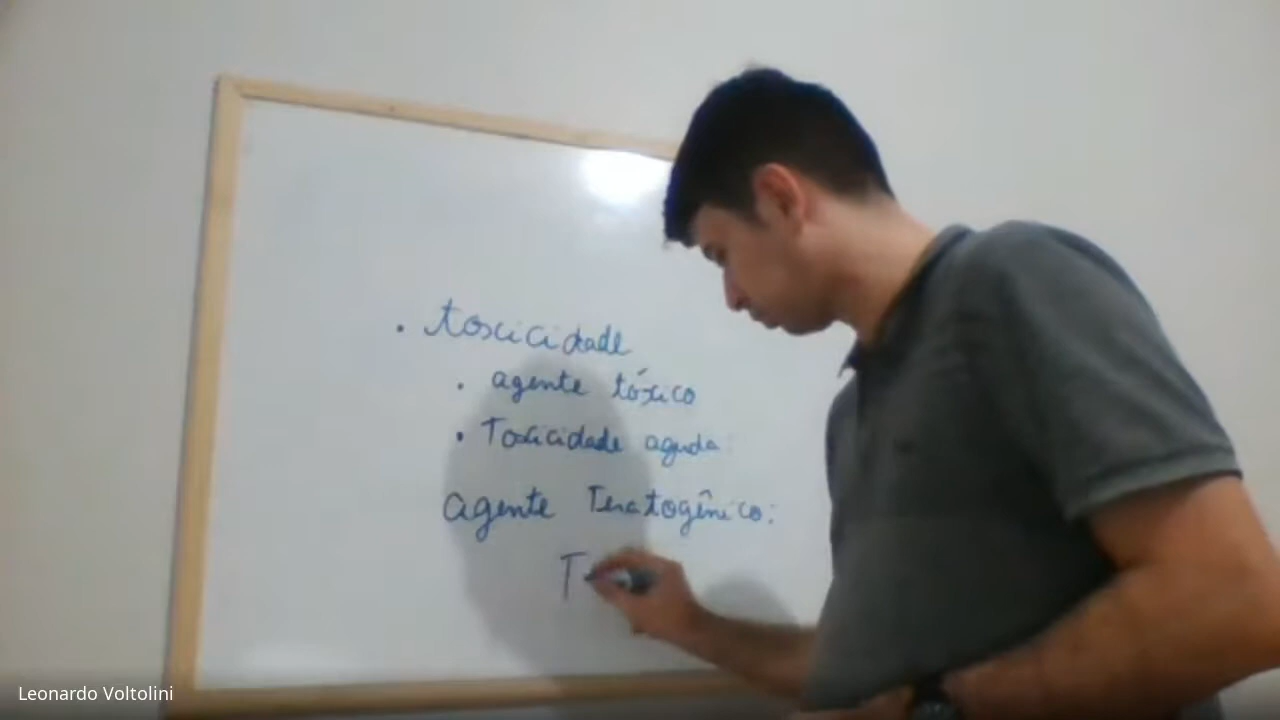 . toxicidade
. agente tóxico
. Toxicidade aguda:
agente Teratogênico:
T
Leonardo Voltolini